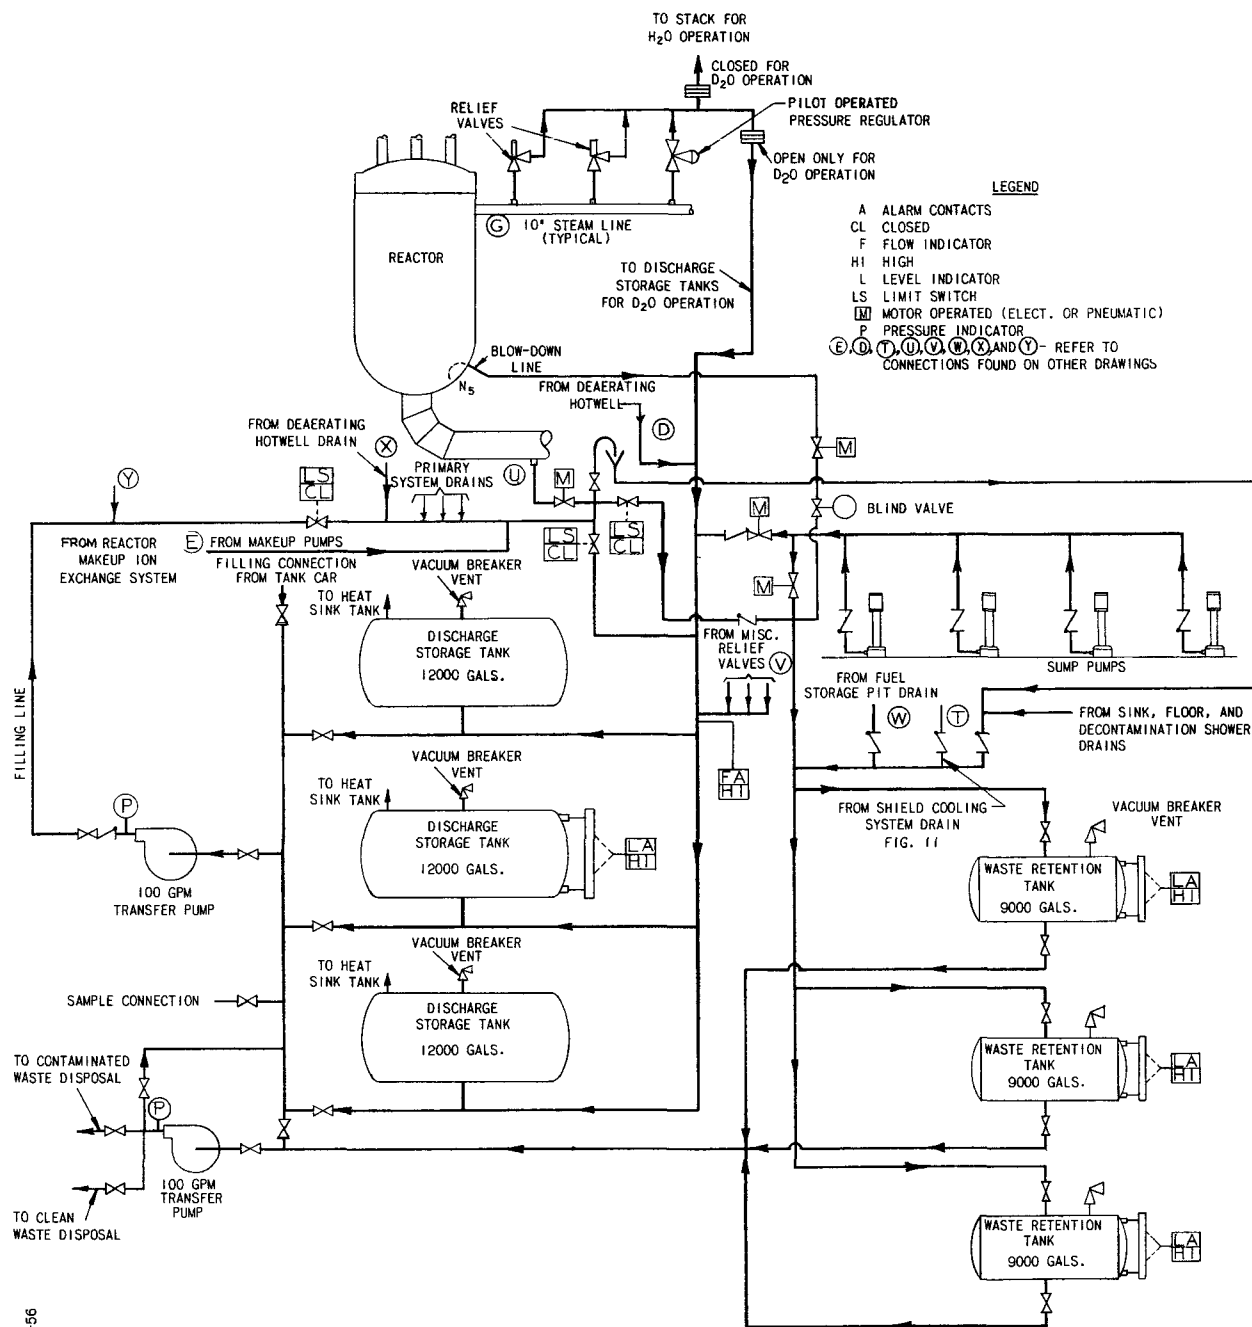 TO STACK FOR
H2O OPERATION
CLOSED FOR
D2O OPERATION
RELIEF
VALVES
PILOT OPERATED
PRESSURE REGULATOR
OPEN ONLY FOR
D2O OPERATION
G
10" STEAM LINE
(TYPICAL)
REACTOR
TO DISCHARGE
STORAGE TANKS
FOR D2O OPERATION
LEGEND
A ALARM CONTACTS
CL CLOSED
F FLOW INDICATOR
HI HIGH
L LEVEL INDICATOR
LS LIMIT SWITCH
M MOTOR OPERATED (ELECT. OR PNEUMATIC)
P PRESSURE INDICATOR
E, D, T, U, V, W, X, AND Y - REFER TO
CONNECTIONS FOUND ON OTHER DRAWINGS
BLOW-DOWN
LINE
N5
FROM DEAERATING
HOTWELL
D
FROM DEAERATING
HOTWELL DRAIN
X
Y
LS
CL
PRIMARY
SYSTEM DRAINS
U
M
M
BLIND VALVE
LS
CL
LS
CL
M
M
FROM REACTOR
MAKEUP ION
EXCHANGE SYSTEM
E
FROM MAKEUP PUMPS
FILLING CONNECTION
FROM TANK CAR
VACUUM BREAKER
VENT
TO HEAT
SINK TANK
DISCHARGE
STORAGE TANK
12000 GALS.
FROM MISC.
RELIEF
VALVES
V
SUMP PUMPS
FROM FUEL
STORAGE PIT DRAIN
W
T
FROM SINK, FLOOR, AND
DECONTAMINATION SHOWER
DRAINS
FILLING LINE
VACUUM BREAKER
VENT
TO HEAT
SINK TANK
DISCHARGE
STORAGE TANK
12000 GALS.
LA
HI
FA
HI
FROM SHIELD COOLING
SYSTEM DRAIN
FIG. 11
VACUUM BREAKER
VENT
P
100 GPM
TRANSFER PUMP
WASTE RETENTION
TANK
9000 GALS.
LA
HI
VACUUM BREAKER
VENT
TO HEAT
SINK TANK
DISCHARGE
STORAGE TANK
12000 GALS.
SAMPLE CONNECTION
TO CONTAMINATED
WASTE DISPOSAL
P
WASTE RETENTION
TANK
9000 GALS.
LA
HI
100 GPM
TRANSFER
PUMP
TO CLEAN
WASTE DISPOSAL
WASTE RETENTION
TANK
9000 GALS.
LA
HI
-56